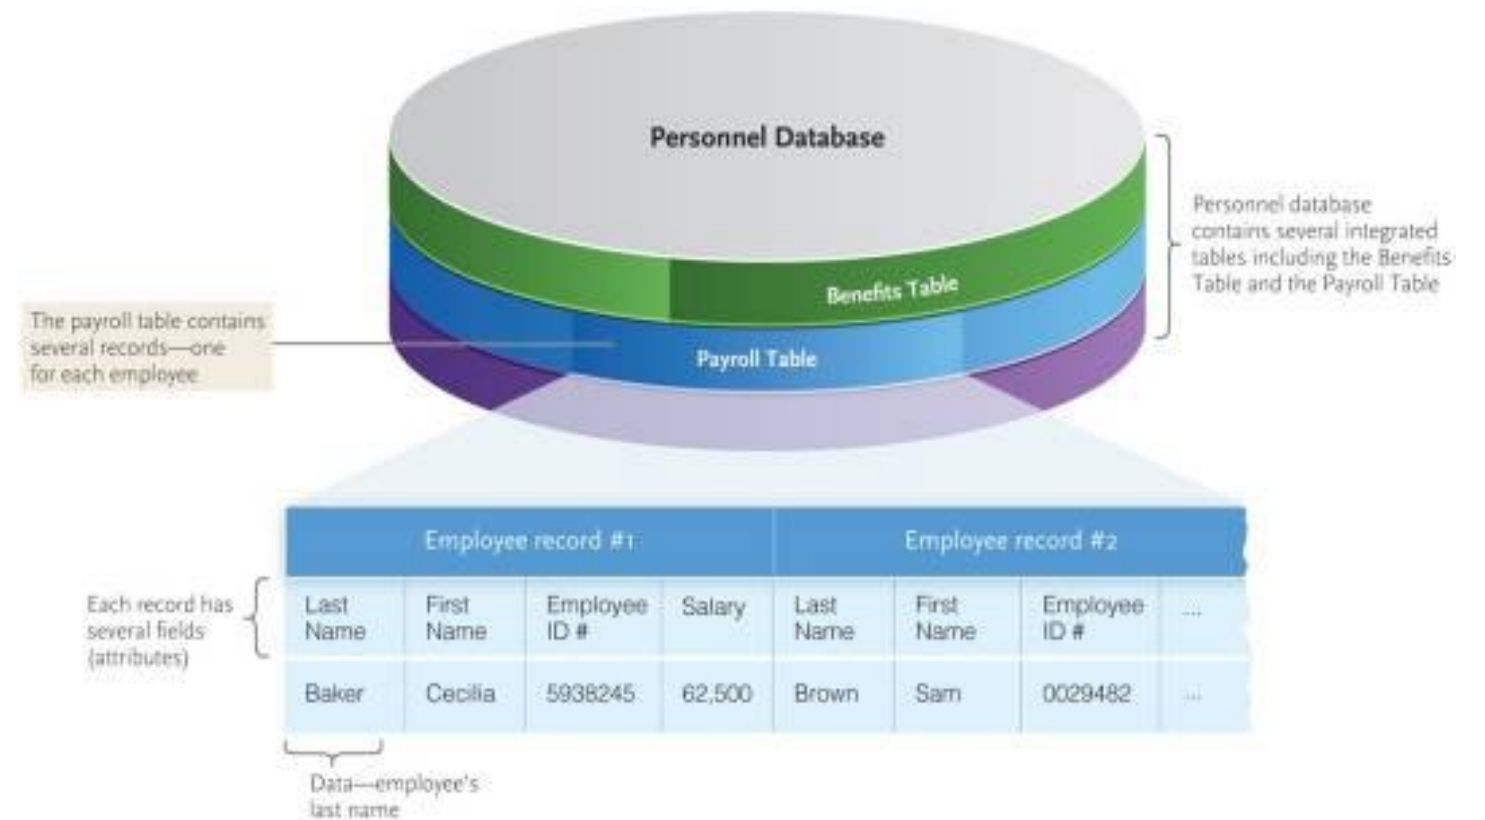 Personnel Database
Personnel database
contains several integrated
tables including the Benefits
Table and the Payroll Table
Benefits Table
The payroll table contains
several records—one
for each employee
Payroll Table
Employee record #1
Employee record #2
Each record has
several fields
(attributes)
Last
Name
First
Name
Employee
ID #
Salary
Last
Name
First
Name
Employee
ID #
...
Baker
Cecilia
5938245
62,500
Brown
Sam
0029482
...
Data—employee's
last name